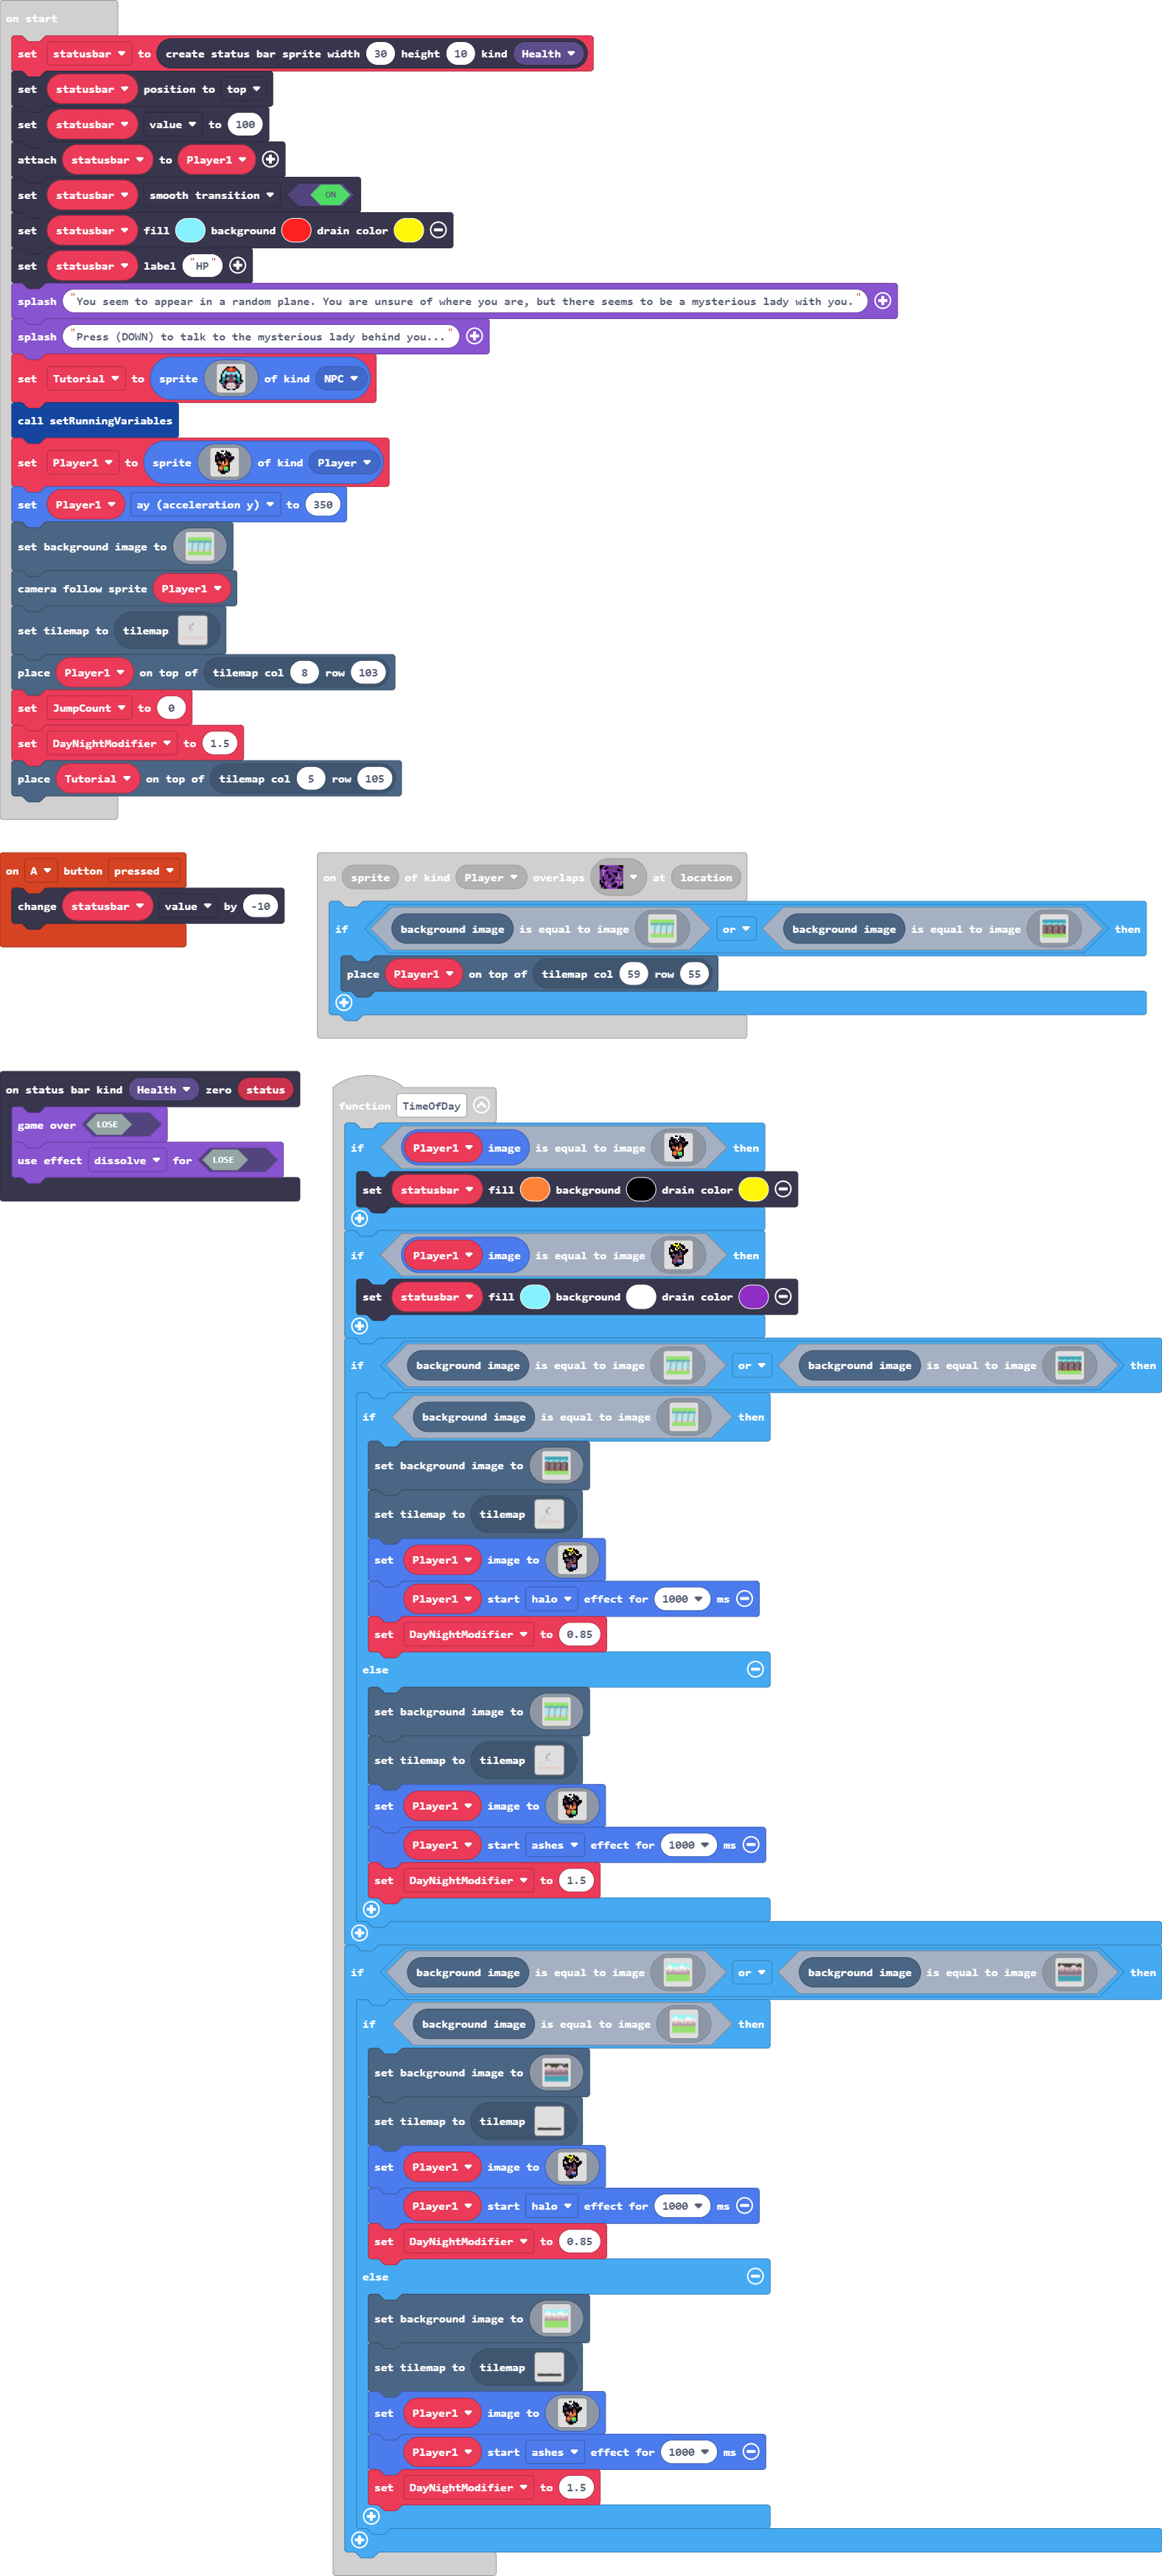 on start
set statusbar to create status bar sprite width 30 height 10 kind Health
set statusbar position to top
set statusbar value to 100
attach statusbar to Player1
set statusbar smooth transition ON
set statusbar fill background drain color
set statusbar label "HP"
splash "You seem to appear in a random plane. You are unsure of where you are, but there seems to be a mysterious lady with you."
splash "Press (DOWN) to talk to the mysterious lady behind you..."
set Tutorial to sprite of kind NPC
call setRunningVariables
set Player1 to sprite of kind Player
set Player1 ay (acceleration y) to 350
set background image to
camera follow sprite Player1
set tilemap to tilemap
place Player1 on top of tilemap col 8 row 103
set JumpCount to 0
set DayNightModifier to 1.5
place Tutorial on top of tilemap col 5 row 105
on A button pressed
change statusbar value by -10
on sprite of kind Player overlaps at location
if background image is equal to image or background image is equal to image then
place Player1 on top of tilemap col 59 row 55
on status bar kind Health zero status
game over LOSE
use effect dissolve for LOSE
function TimeOfDay
if Player1 image is equal to image then
set statusbar fill background drain color
if Player1 image is equal to image then
set statusbar fill background drain color
if background image is equal to image or background image is equal to image then
if background image is equal to image then
set background image to
set tilemap to tilemap
set Player1 image to
Player1 start halo effect for 1000 ms
set DayNightModifier to 0.85
else
set background image to
set tilemap to tilemap
set Player1 image to
Player1 start ashes effect for 1000 ms
set DayNightModifier to 1.5
if background image is equal to image or background image is equal to image then
if background image is equal to image then
set background image to
set tilemap to tilemap
set Player1 image to
Player1 start halo effect for 1000 ms
set DayNightModifier to 0.85
else
set background image to
set tilemap to tilemap
set Player1 image to
Player1 start ashes effect for 1000 ms
set DayNightModifier to 1.5